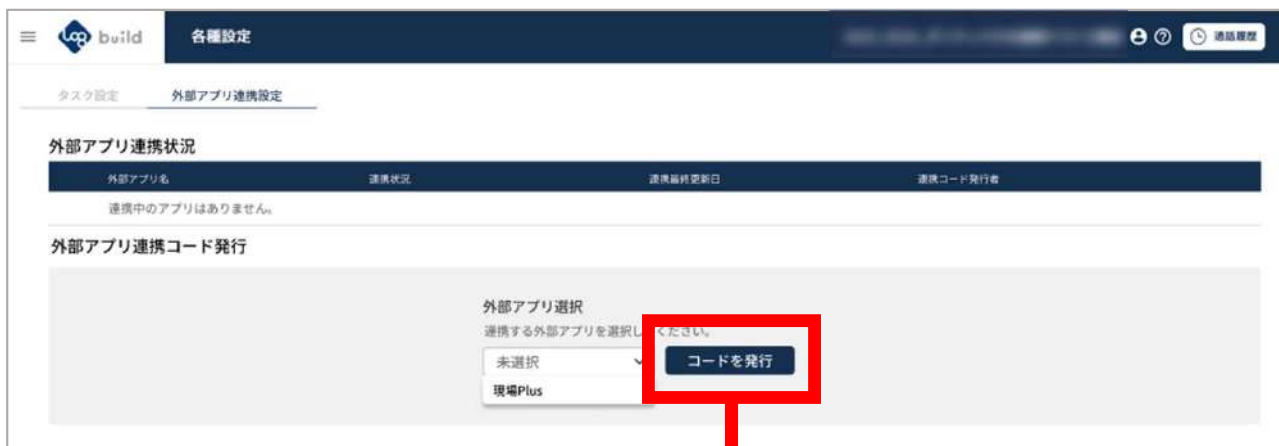 Log build
各種設定
通話履歴
タスク設定
外部アプリ連携設定
外部アプリ連携状況
外部アプリ名 連携状況 連携最終更新日 連携コード発行者
連携中のアプリはありません。
外部アプリ連携コード発行
外部アプリ選択
連携する外部アプリを選択し ください。
未選択
コードを発行
現場Plus